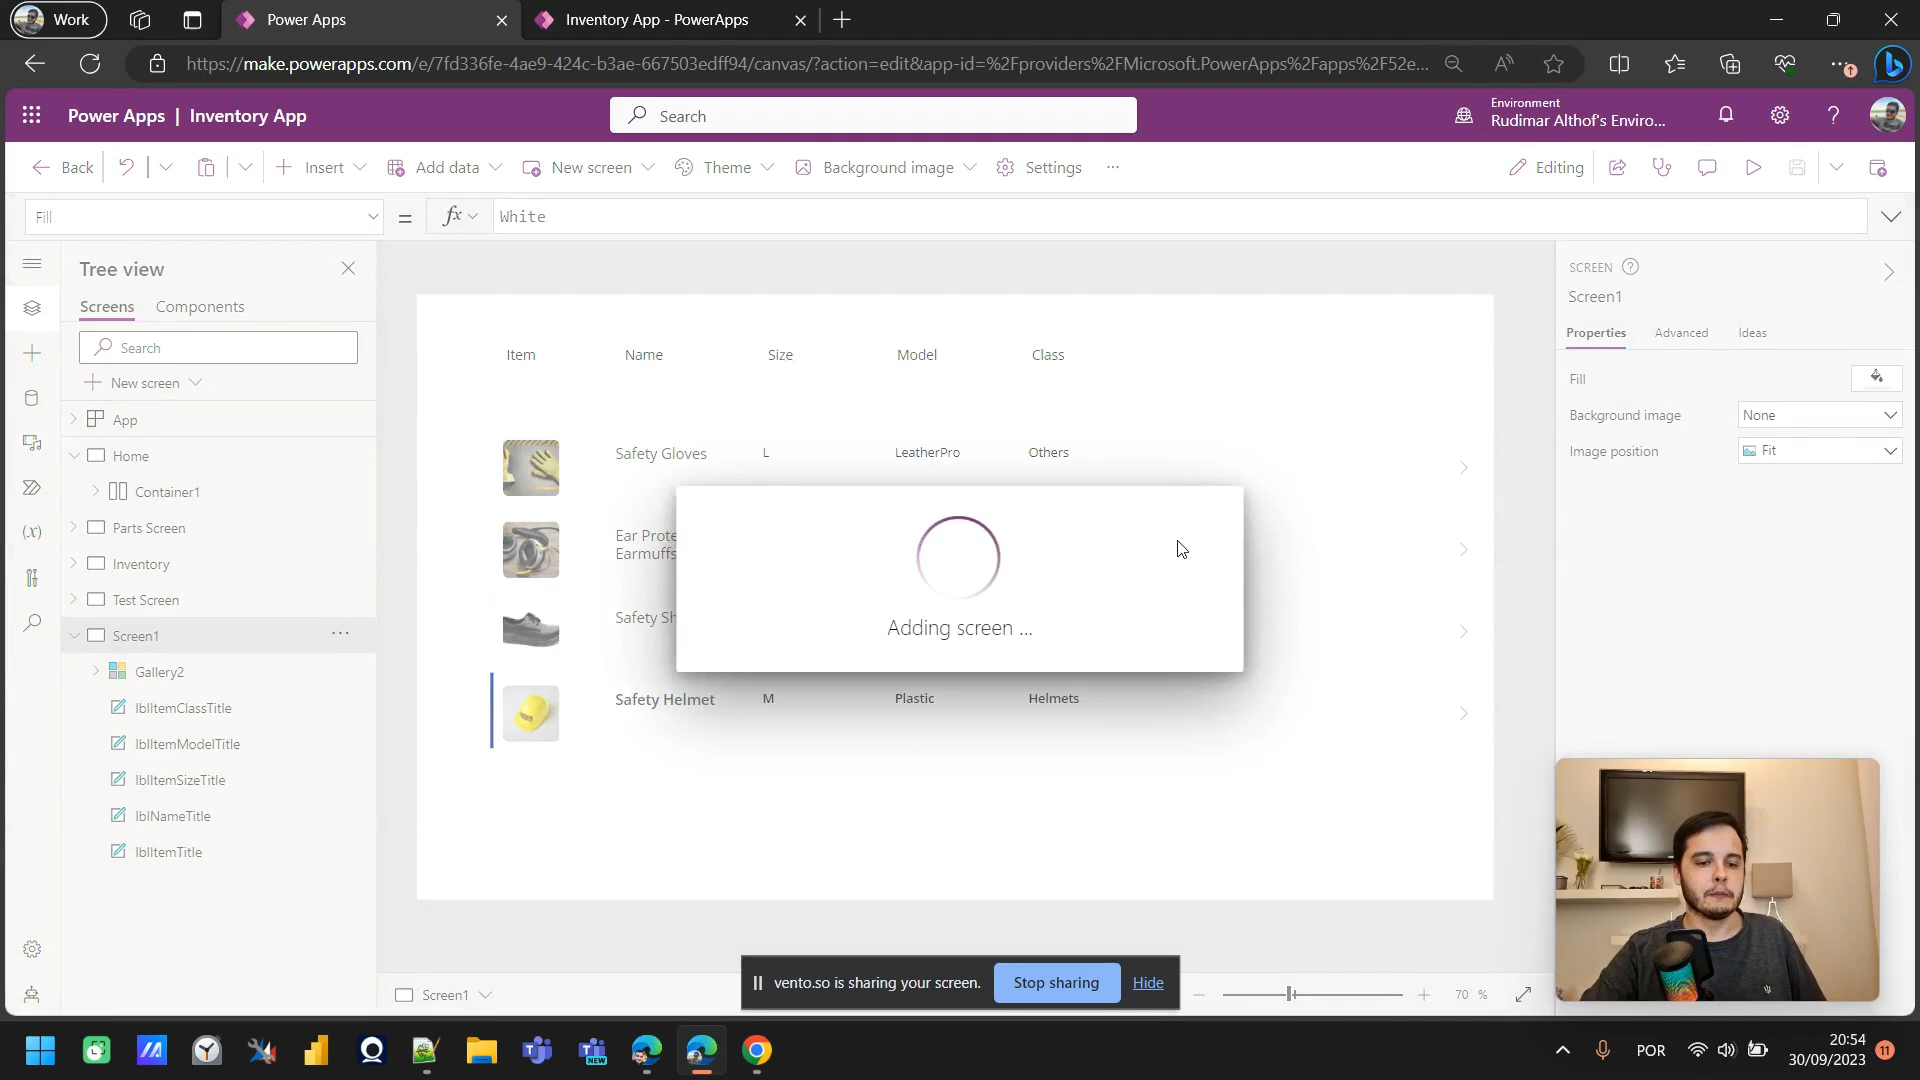 Work
Power Apps
Inventory App - PowerApps
https://make.powerapps.com/e/7fd336fe-4ae9-424c-b3ae-667503edff94/canvas/?action=edit&app-id=%2Fproviders%2FMicrosoft.PowerApps%2Fapps%2F52e...
Power Apps | Inventory App
Search
Environment
Rudimar Althof's Enviro...
Back
Insert
Add data
New screen
Theme
Background image
Settings
Editing
Fill
=
fx
White
Tree view
Screens
Components
Search
New screen
App
Home
Container1
Parts Screen
Inventory
Test Screen
Screen1
Gallery2
lblItemClassTitle
lblItemModelTitle
lblItemSizeTitle
lblNameTitle
lblItemTitle
Item Name Size Model Class
Safety Gloves L LeatherPro Others
Ear Prote
Earmuffs
Safety Sh
Safety Helmet M Plastic Helmets
Adding screen ...
SCREEN
Screen1
Properties Advanced Ideas
Fill
Background image None
Image position Fit
Screen1
vento.so is sharing your screen.
Stop sharing
Hide
70 %
NEW
POR
20:54
30/09/2023
11